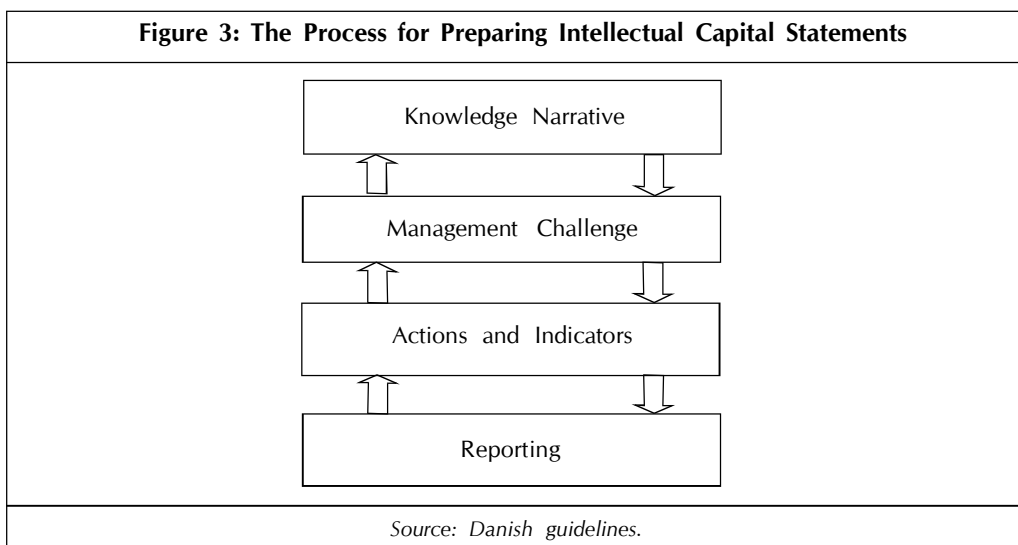 Figure 3: The Process for Preparing Intellectual Capital Statements
Knowledge Narrative
Management Challenge
Actions and Indicators
Reporting
Source: Danish guidelines.